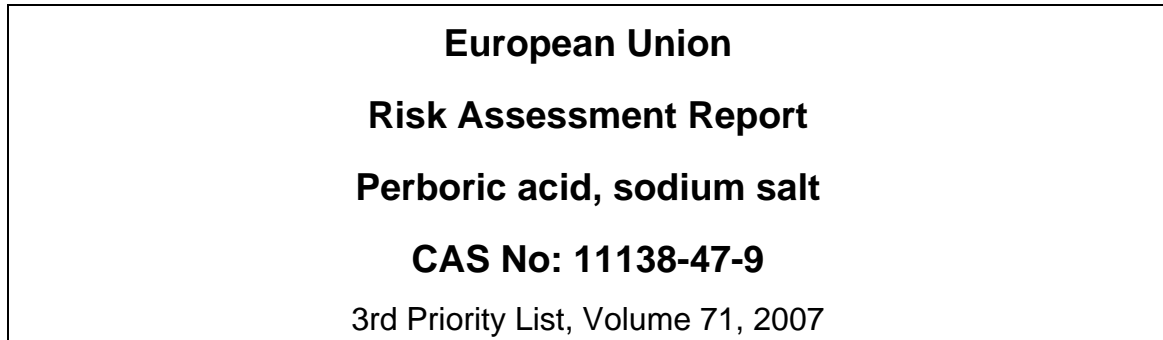 European Union
Risk Assessment Report
Perboric acid, sodium salt
CAS No: 11138-47-9
3rd Priority List, Volume 71, 2007